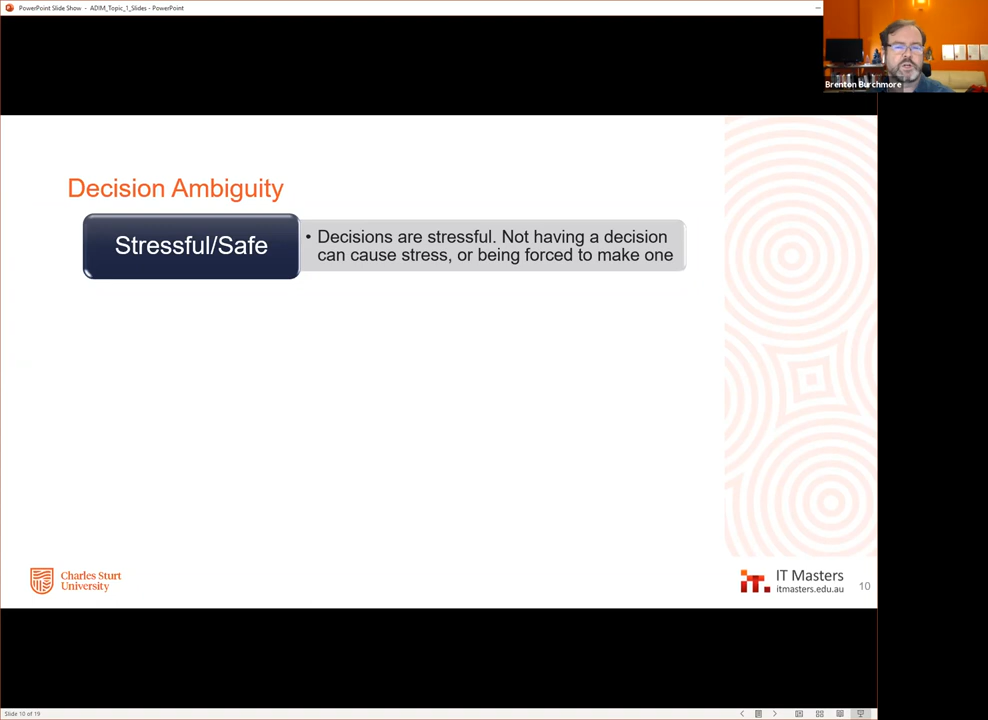 PowerPoint Slide Show - ADIM_Topic_1_Slides - PowerPoint
Brenton Burchmore
Decision Ambiguity
Stressful/Safe
• Decisions are stressful. Not having a decision
can cause stress, or being forced to make one
Charles Sturt
University
IT Masters
itmasters.edu.au
10
Slide 10 of 19